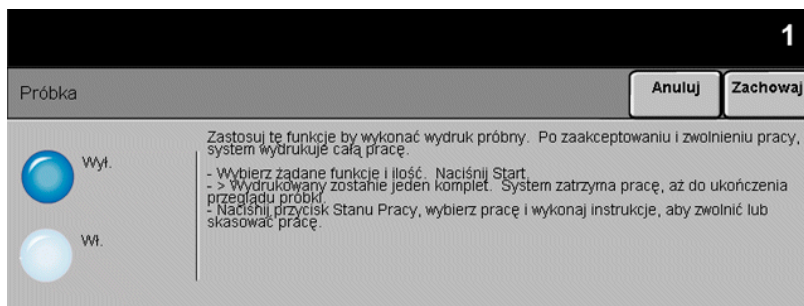 1
Próbka
Anuluj
Zachowaj
Wył.
Wł.
Zastosuj tę funkcje by wykonać wydruk próbny. Po zaakceptowaniu i zwolnieniu pracy,
system wydrukuje całą pracę.
- Wybierz żądane funkcje i ilość. Naciśnij Start.
- > Wydrukowany zostanie jeden komplet. System zatrzyma pracę, aż do ukończenia
przeglądu próbki.
- Naciśnij przycisk Stanu Pracy, wybierz pracę i wykonaj instrukcje, aby zwolnić lub
skasować pracę.